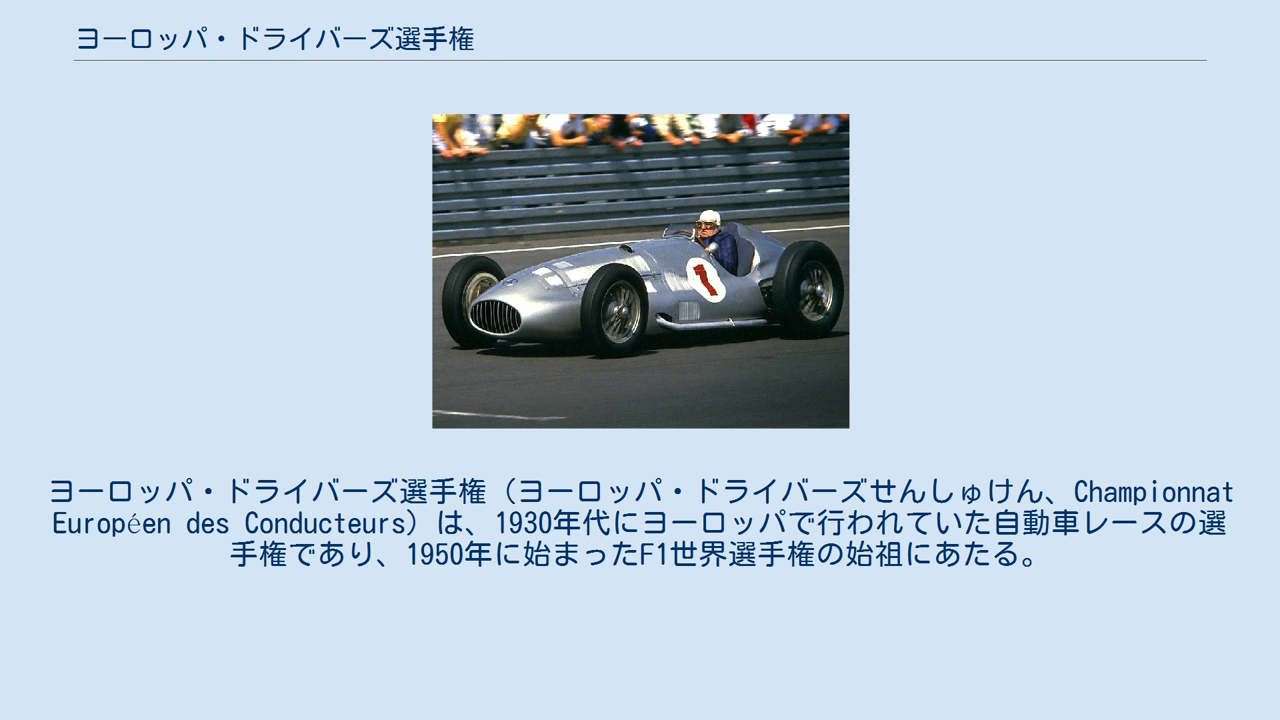 ヨーロッパ・ドライバーズ選手権
1
ヨーロッパ・ドライバーズ選手権（ヨーロッパ・ドライバーズせんしゅけん、Championnat
Européen des Conducteurs）は、1930年代にヨーロッパで行われていた自動車レースの選
手権であり、1950年に始まったF1世界選手権の始祖にあたる。